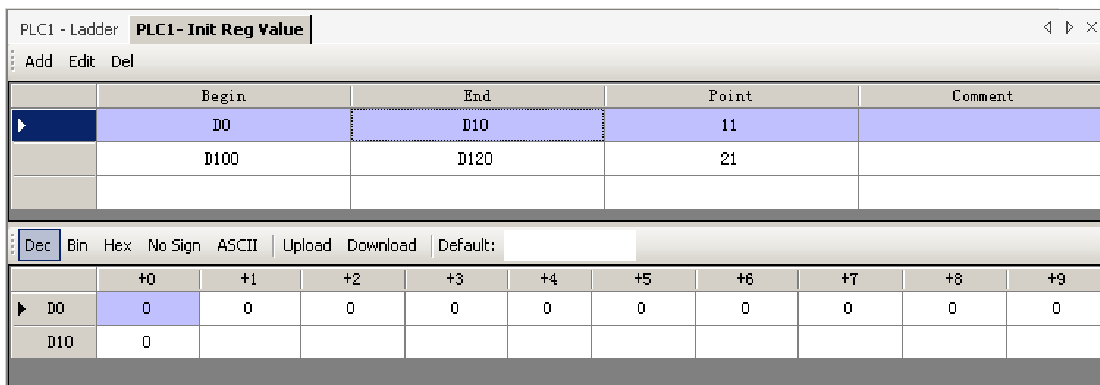 PLC1 - Ladder PLC1- Init Reg Value
Add Edit Del
Begin End Point Comment
D0 D10 11
D100 D120 21
Dec Bin Hex No Sign ASCII Upload Download Default:
+0 +1 +2 +3 +4 +5 +6 +7 +8 +9
D0 0 0 0 0 0 0 0 0 0 0
D10 0